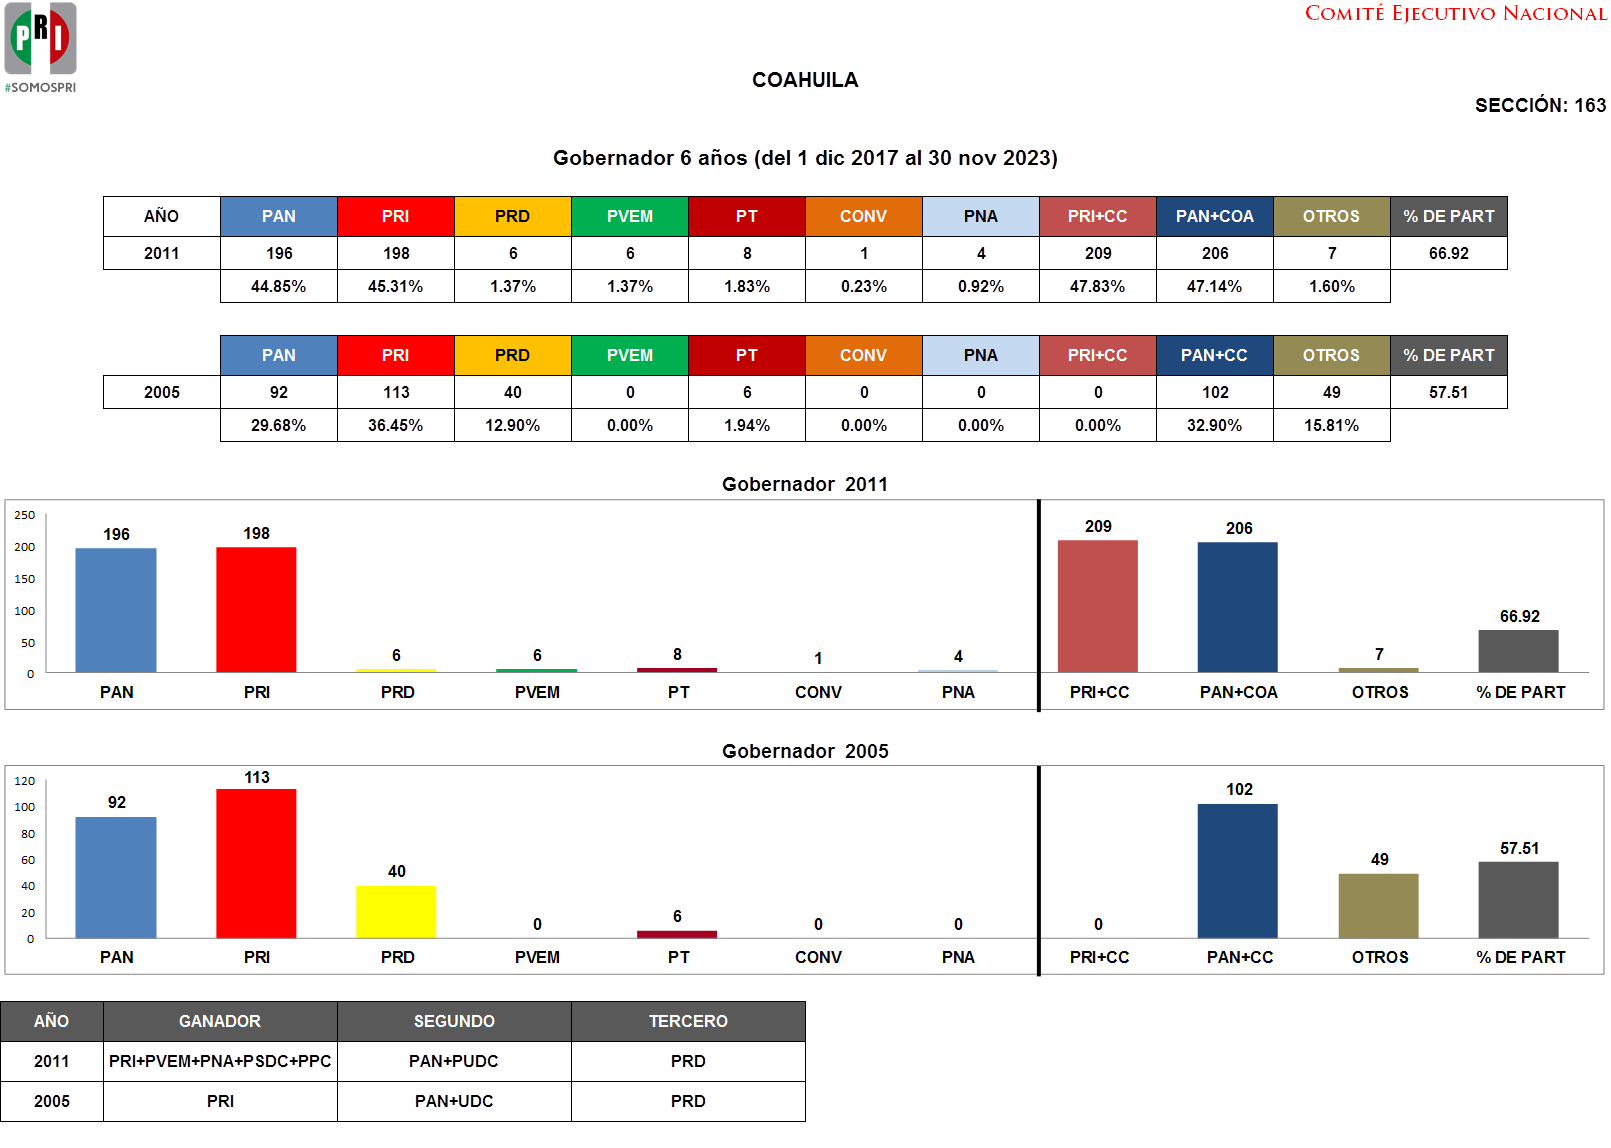 PRI
#SOMOSPRI
COMITÉ EJECUTIVO NACIONAL
COAHUILA
SECCIÓN: 163
Gobernador 6 años (del 1 dic 2017 al 30 nov 2023)
AÑO PAN PRI PRD PVEM PT CONV PNA PRI+CC PAN+COA OTROS % DE PART
2011 196 198 6 6 8 1 4 209 206 7 66.92
44.85% 45.31% 1.37% 1.37% 1.83% 0.23% 0.92% 47.83% 47.14% 1.60%
PAN PRI PRD PVEM PT CONV PNA PRI+CC PAN+CC OTROS % DE PART
2005 92 113 40 0 6 0 0 0 102 49 57.51
29.68% 36.45% 12.90% 0.00% 1.94% 0.00% 0.00% 0.00% 32.90% 15.81%
Gobernador 2011
250
200
150
100
50
0
196 198 6 6 8 1 4 209 206 7 66.92
PAN PRI PRD PVEM PT CONV PNA PRI+CC PAN+COA OTROS % DE PART
Gobernador 2005
120
100
80
60
40
20
0
92 113 40 0 6 0 0 0 102 49 57.51
PAN PRI PRD PVEM PT CONV PNA PRI+CC PAN+CC OTROS % DE PART
AÑO GANADOR SEGUNDO TERCERO
2011 PRI+PVEM+PNA+PSDC+PPC PAN+PUDC PRD
2005 PRI PAN+UDC PRD